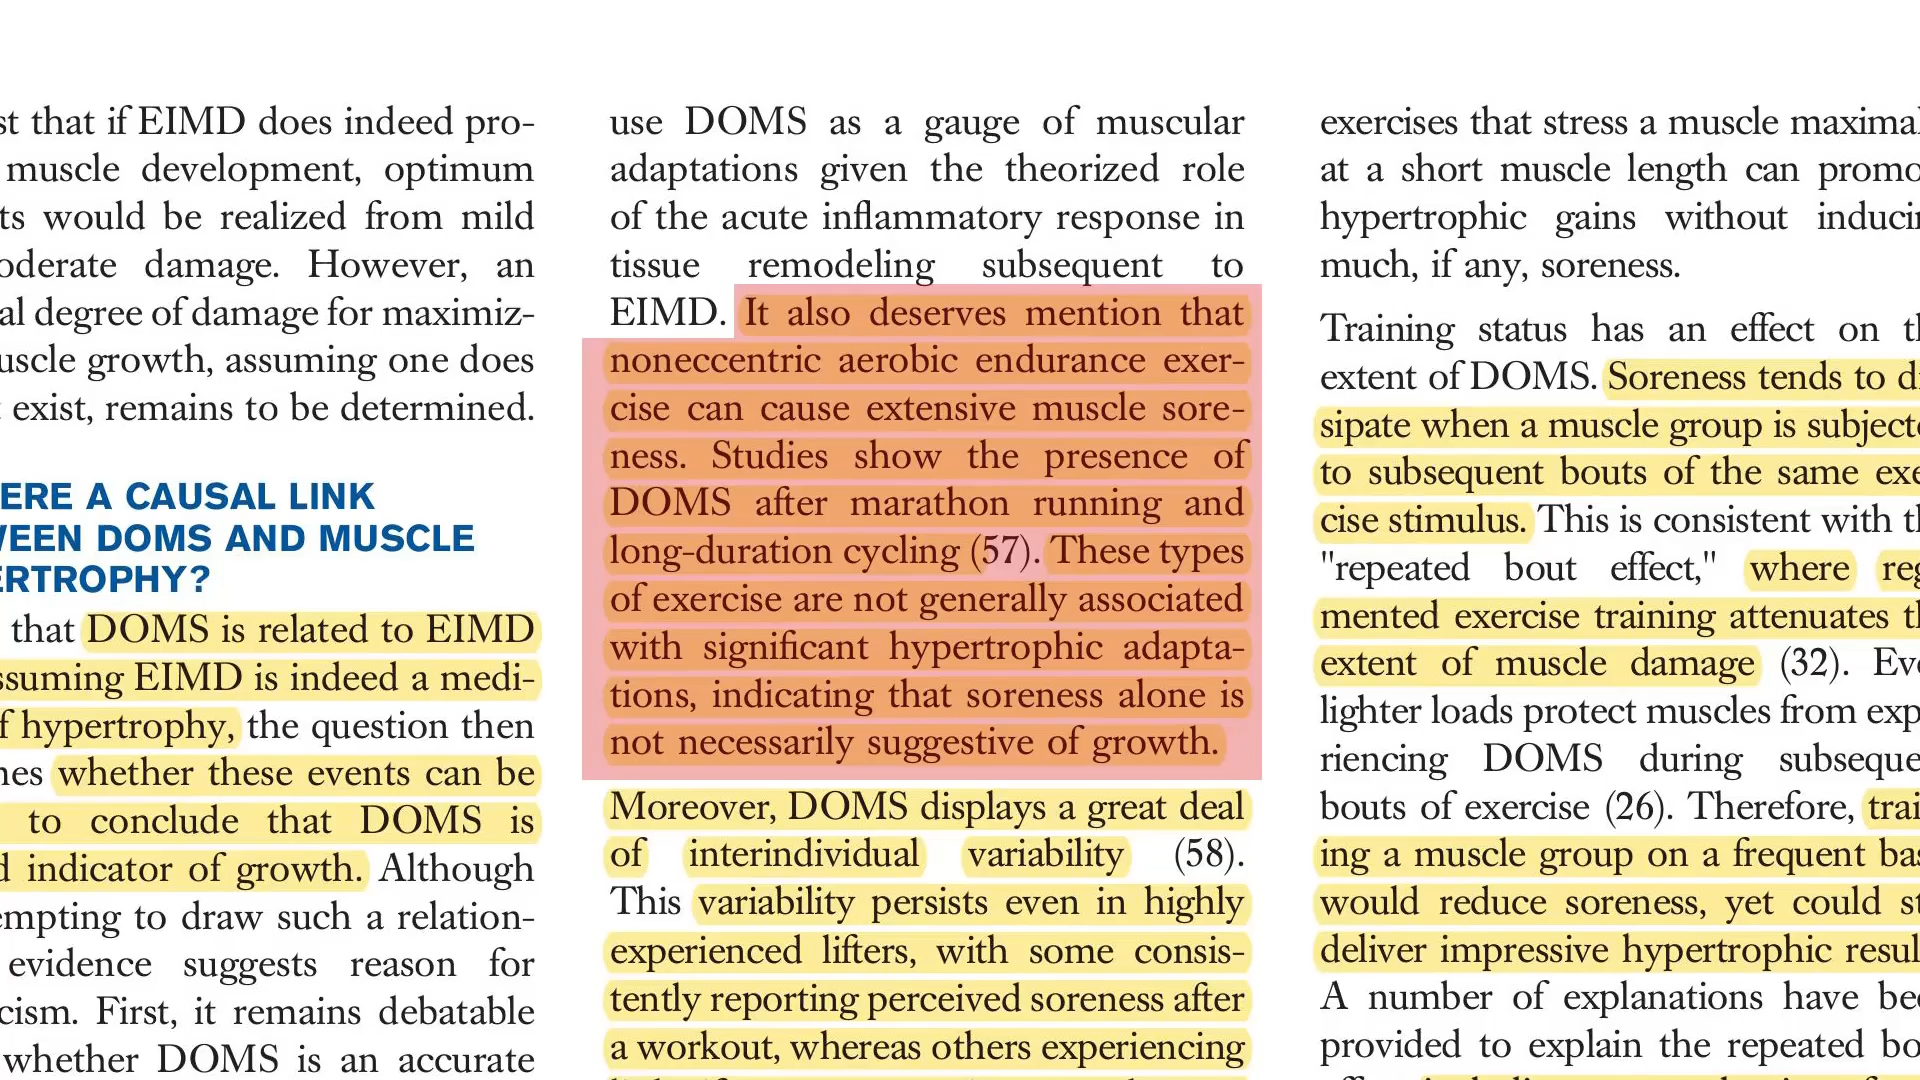 st that if EIMD does indeed pro-
muscle development, optimum
ts would be realized from mild
oderate damage. However, an
al degree of damage for maximiz-
uscle growth, assuming one does
t exist, remains to be determined.
ERE A CAUSAL LINK
WEEN DOMS AND MUSCLE
ERTROPHY?
that DOMS is related to EIMD
ssuming EIMD is indeed a medi-
f hypertrophy, the question then
nes whether these events can be
to conclude that DOMS is
d indicator of growth. Although
empting to draw such a relation-
evidence suggests reason for
cism. First, it remains debatable
whether DOMS is an accurate
use DOMS as a gauge of muscular
adaptations given the theorized role
of the acute inflammatory response in
tissue remodeling subsequent to
EIMD. It also deserves mention that
noneccentric aerobic endurance exer-
cise can cause extensive muscle sore-
ness. Studies show the presence of
DOMS after marathon running and
long-duration cycling (57). These types
of exercise are not generally associated
with significant hypertrophic adapta-
tions, indicating that soreness alone is
not necessarily suggestive of growth.
Moreover, DOMS displays a great deal
of interindividual variability (58).
This variability persists even in highly
experienced lifters, with some consis-
tently reporting perceived soreness after
a workout, whereas others experiencing
exercises that stress a muscle maximal
at a short muscle length can promo
hypertrophic gains without inducin
much, if any, soreness.
Training status has an effect on th
extent of DOMS. Soreness tends to di
sipate when a muscle group is subjecte
to subsequent bouts of the same exe
cise stimulus. This is consistent with th
"repeated bout effect," where reg
mented exercise training attenuates th
extent of muscle damage (32). Eve
lighter loads protect muscles from exp
riencing DOMS during subseque
bouts of exercise (26). Therefore, trai
ing a muscle group on a frequent bas
would reduce soreness, yet could st
deliver impressive hypertrophic resul
A number of explanations have bee
provided to explain the repeated bo